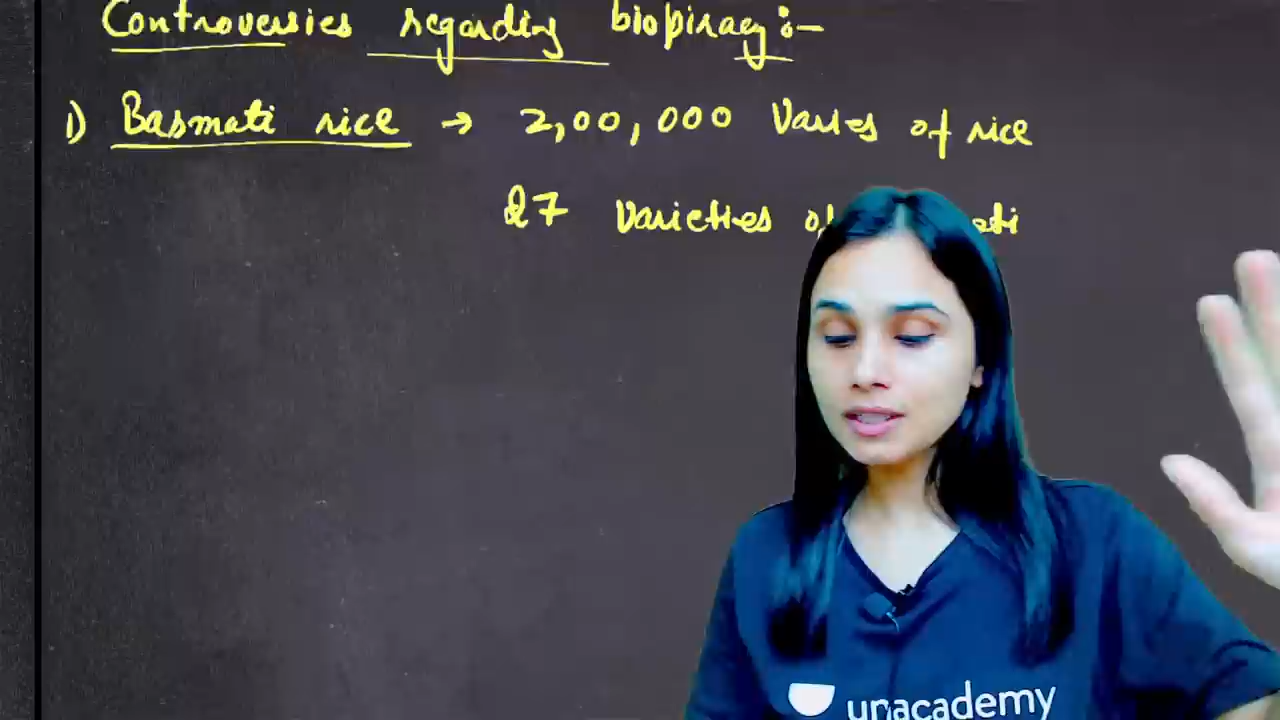 Controversies regarding biopiracy :-
1) Basmati rice → 2,00,000 Varies of rice
27 Varieties
unacademy